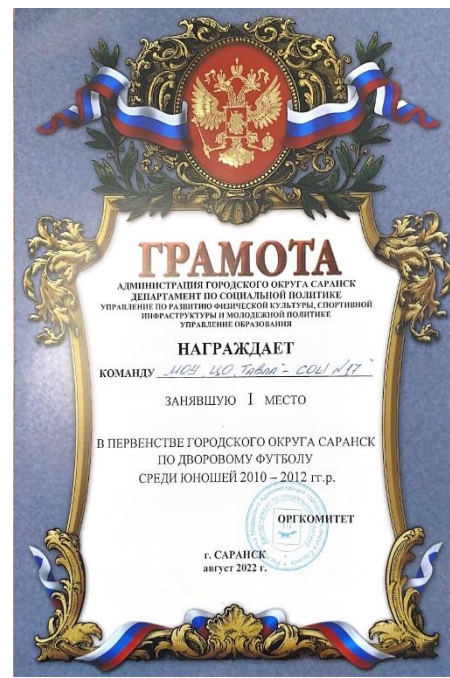 ГРАМОТА
АДМИНИСТРАЦИЯ ГОРОДСКОГО ОКРУГА САРАНСК
ДЕПАРТАМЕНТ ПО СОЦИАЛЬНОЙ ПОЛИТИКЕ
УПРАВЛЕНИЕ ПО РАЗВИТИЮ ФИЗИЧЕСКОЙ КУЛЬТУРЫ, СПОРТИВНОЙ
ИНФРАСТРУКТУРЫ И МОЛОДЕЖНОЙ ПОЛИТИКЕ
УПРАВЛЕНИЕ ОБРАЗОВАНИЯ
НАГРАЖДАЕТ
КОМАНДУ МОУ "ЦО "Тавла" - СОШ №17"
ЗАНЯВШУЮ I МЕСТО
В ПЕРВЕНСТВЕ ГОРОДСКОГО ОКРУГА САРАНСК
ПО ДВОРОВОМУ ФУТБОЛУ
СРЕДИ ЮНОШЕЙ 2010 – 2012 гг.р.
ОРГКОМИТЕТ
г. САРАНСК
август 2022 г.